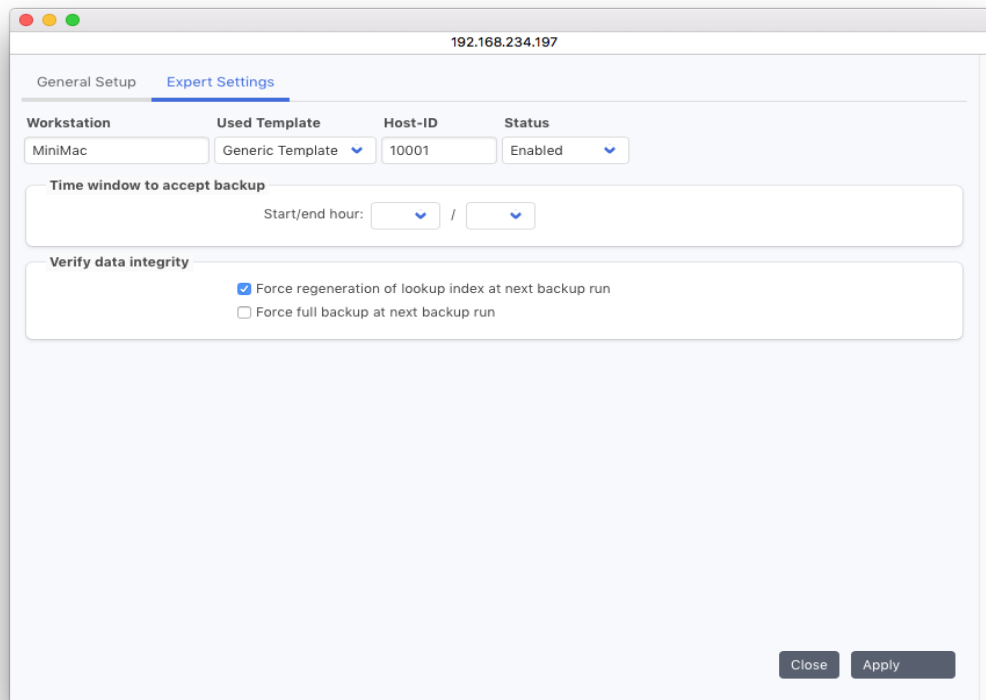 192.168.234.197
General Setup Expert Settings
Workstation Used Template Host-ID Status
MiniMac Generic Template 10001 Enabled
Time window to accept backup
Start/end hour: /
Verify data integrity
Force regeneration of lookup index at next backup run
Force full backup at next backup run
Close Apply